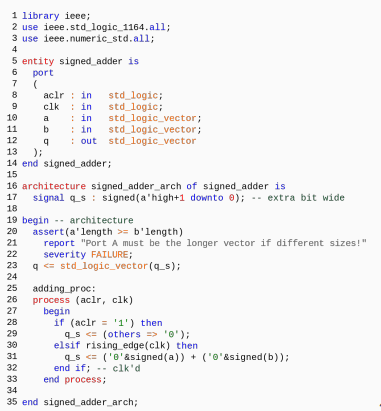 1 library ieee;
2 use ieee.std_logic_1164.all;
3 use ieee.numeric_std.all;
4
5 entity signed_adder is
6   port
7   (
8     aclr : in   std_logic;
9     clk  : in   std_logic;
10     a    : in   std_logic_vector;
11     b    : in   std_logic_vector;
12     q    : out  std_logic_vector
13   );
14 end signed_adder;
15
16 architecture signed_adder_arch of signed_adder is
17   signal q_s : signed(a'high+1 downto 0); -- extra bit wide
18
19 begin -- architecture
20   assert(a'length >= b'length)
21     report "Port A must be the longer vector if different sizes!"
22     severity FAILURE;
23   q <= std_logic_vector(q_s);
24
25   adding_proc:
26   process (aclr, clk)
27     begin
28       if (aclr = '1') then
29         q_s <= (others => '0');
30       elsif rising_edge(clk) then
31         q_s <= ('0'&signed(a)) + ('0'&signed(b));
32       end if; -- clk'd
33     end process;
34
35 end signed_adder_arch;